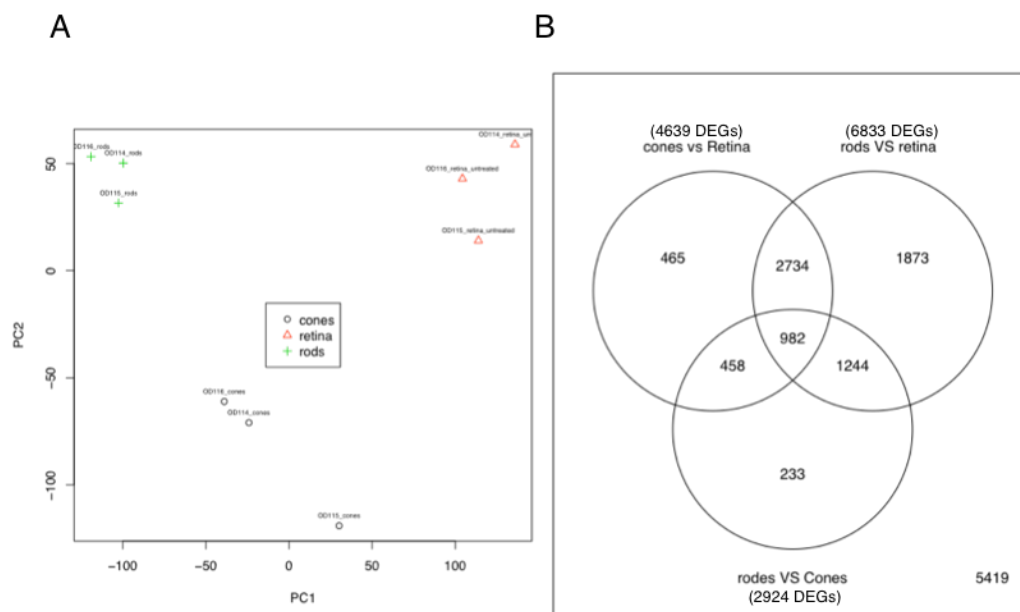 A
B
OD116_rods
OD114_rods
OD115_rods
OD114_retina_un
OD116_retina_untreated
OD115_retina_untreated
50
0
−50
−100
PC2
cones
retina
rods
OD116_cones
OD114_cones
OD115_cones
−100
−50
0
50
100
PC1
(4639 DEGs)
cones vs Retina
(6833 DEGs)
rods VS retina
465
2734
1873
982
458
1244
233
rodes VS Cones
(2924 DEGs)
5419